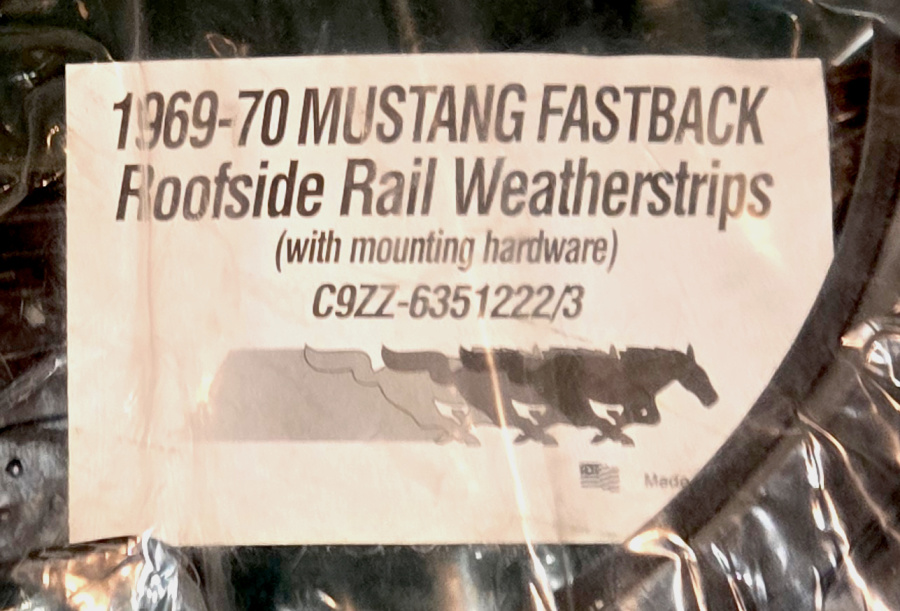 1969-70 MUSTANG FASTBACK
Roofside Rail Weatherstrips
(with mounting hardware)
C9ZZ-6351222/3
Made